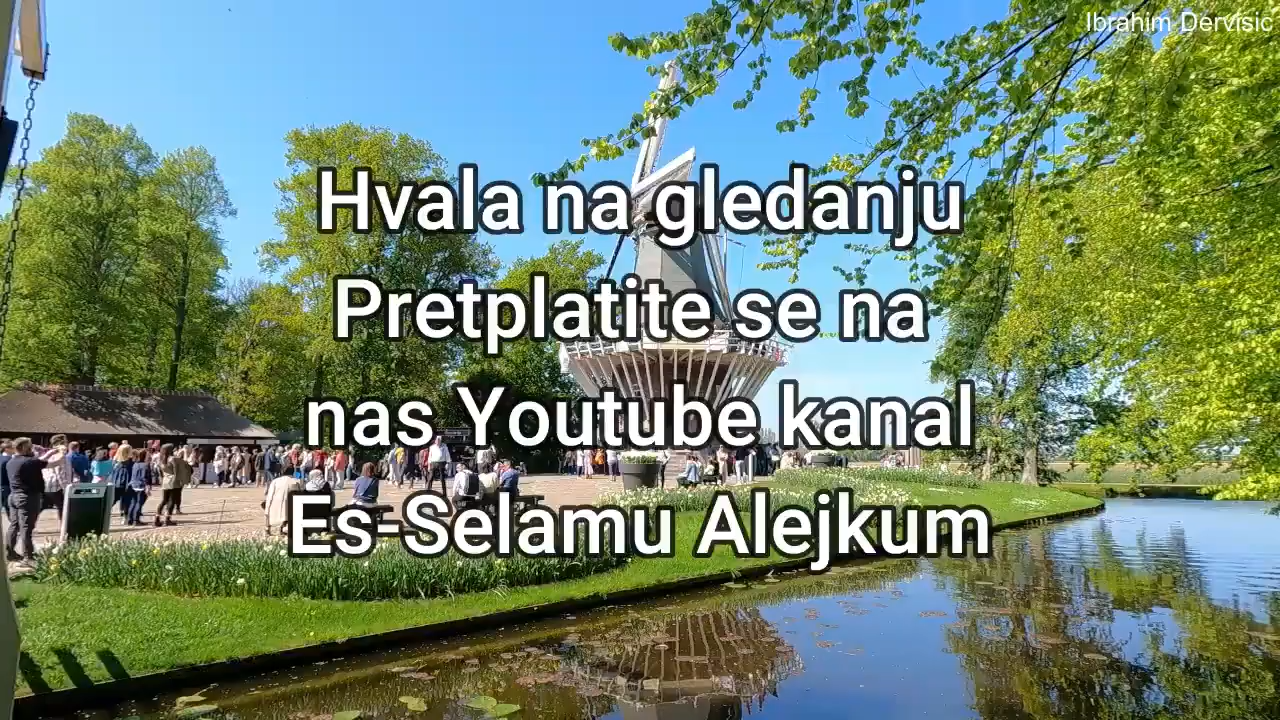 Ibrahim Dervisic
Hvala na gledanju
Pretplatite se na
nas Youtube kanal
Es-Selamu Alejkum